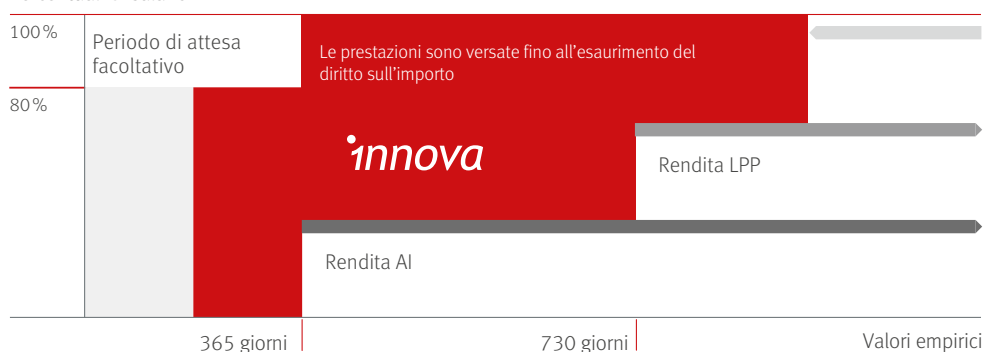 100 %
Periodo di attesa
facoltativo
Le prestazioni sono versate fino all'esaurimento del
diritto sull'importo
80 %
innova
Rendita LPP
Rendita AI
365 giorni
730 giorni
Valori empirici